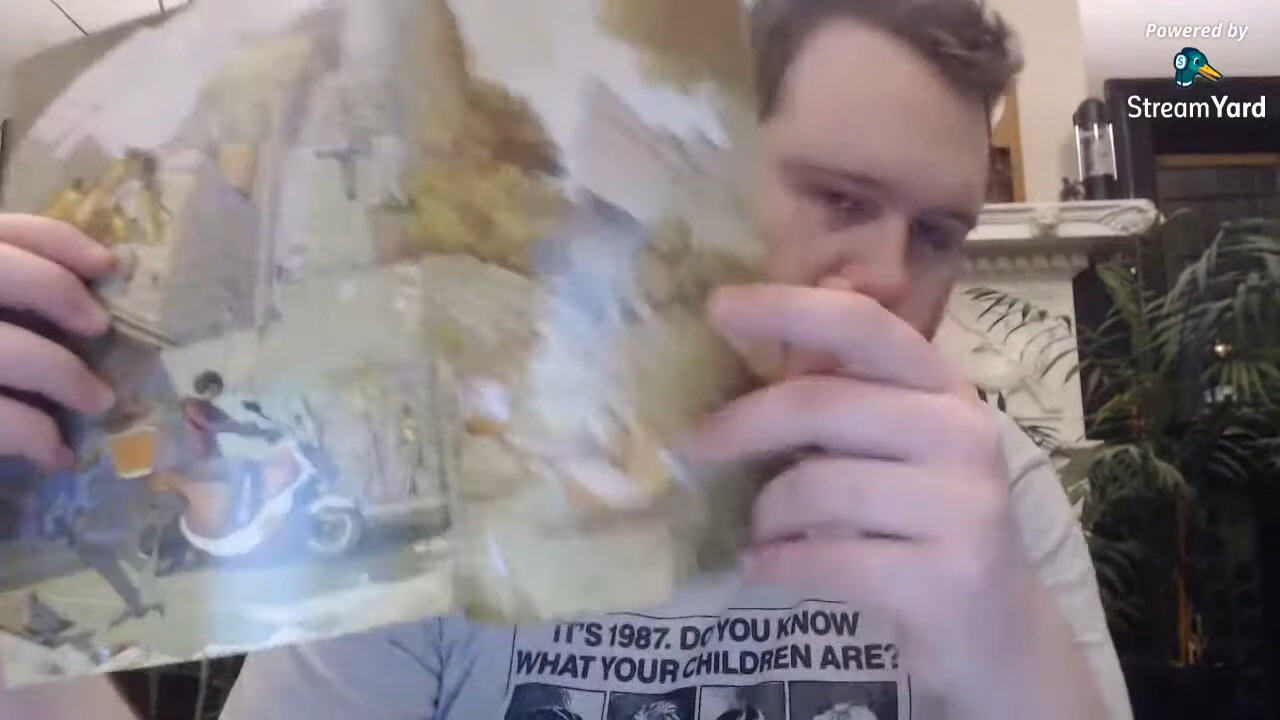 Powered by
StreamYard
IT'S 1987. DO YOU KNOW
WHAT YOUR CHILDREN ARE?